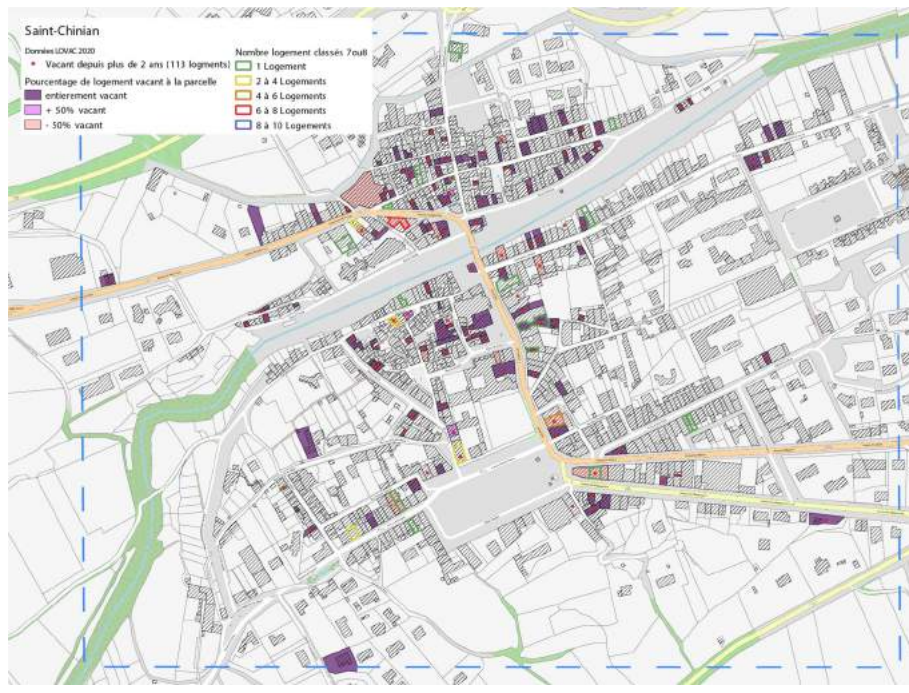 Saint-Chinian
Données LOVAC 2020
Vacant depuis plus de 2 ans (113 logments)
Pourcentage de logement vacant à la parcelle
entierement vacant
+ 50% vacant
- 50% vacant
Nombre logement classés 7ou8
1 Logement
2 à 4 Logements
4 à 6 Logements
6 à 8 Logements
8 à 10 Logements